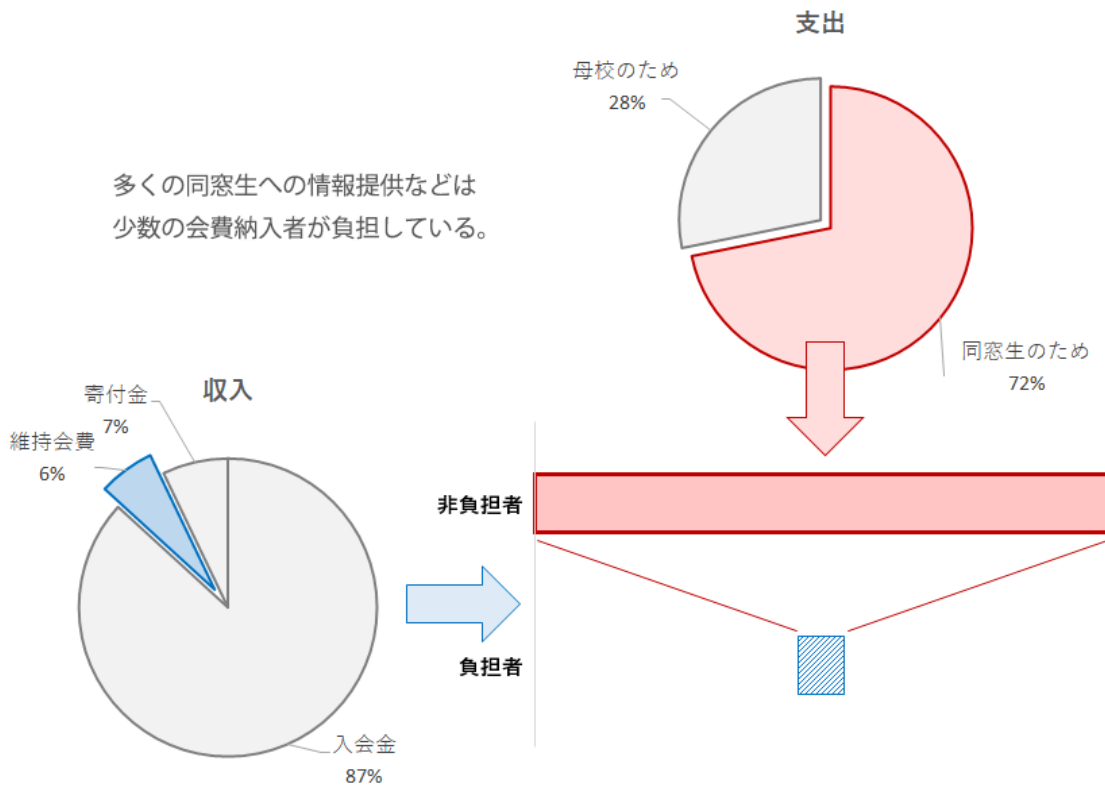 支出
母校のため
28%
多くの同窓生への情報提供などは
少数の会費納入者が負担している。
同窓生のため
72%
収入
寄付金
7%
維持会費
6%
入会金
87%
非負担者
負担者